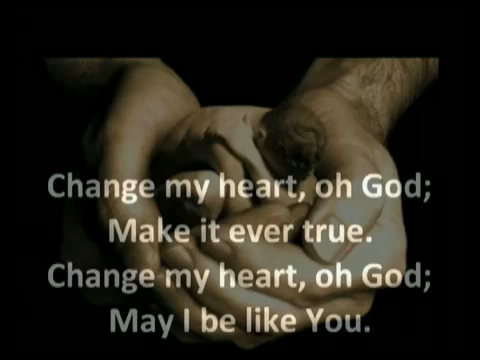 Change my heart, oh God;
Make it ever true.
Change my heart, oh God;
May I be like You.